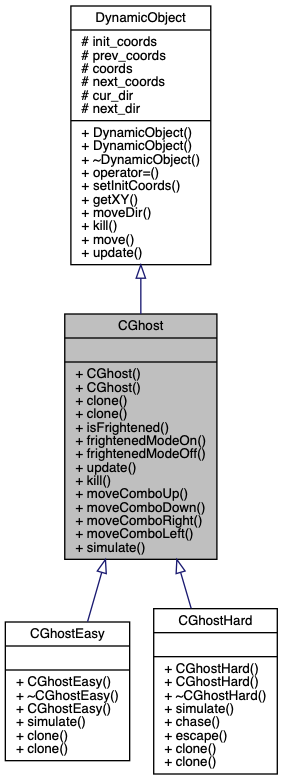 DynamicObject
# init_coords
# prev_coords
# coords
# next_coords
# cur_dir
# next_dir
+ DynamicObject()
+ DynamicObject()
+ ~DynamicObject()
+ operator=()
+ setInitCoords()
+ getXY()
+ moveDir()
+ kill()
+ move()
+ update()
CGhost
+ CGhost()
+ CGhost()
+ clone()
+ clone()
+ isFrightened()
+ frightenedModeOn()
+ frightenedModeOff()
+ update()
+ kill()
+ moveComboUp()
+ moveComboDown()
+ moveComboRight()
+ moveComboLeft()
+ simulate()
CGhostEasy
+ CGhostEasy()
+ ~CGhostEasy()
+ CGhostEasy()
+ simulate()
+ clone()
+ clone()
CGhostHard
+ CGhostHard()
+ CGhostHard()
+ ~CGhostHard()
+ simulate()
+ chase()
+ escape()
+ clone()
+ clone()